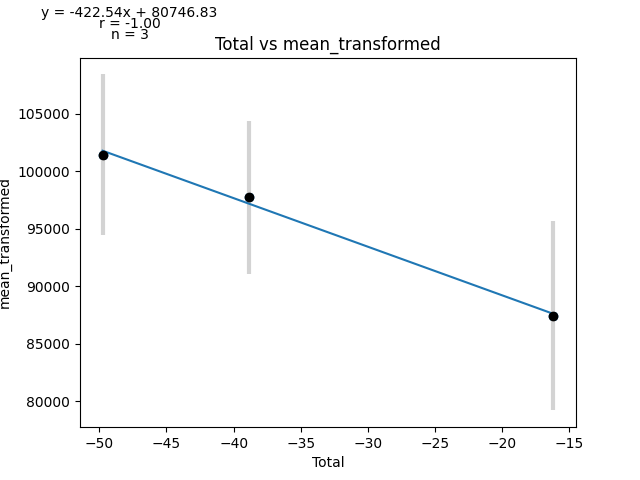 y = -422.54x + 80746.83
r = -1.00
n = 3
Total vs mean_transformed
mean_transformed
105000
100000
95000
90000
85000
80000
−50
−45
−40
−35
−30
−25
−20
−15
Total